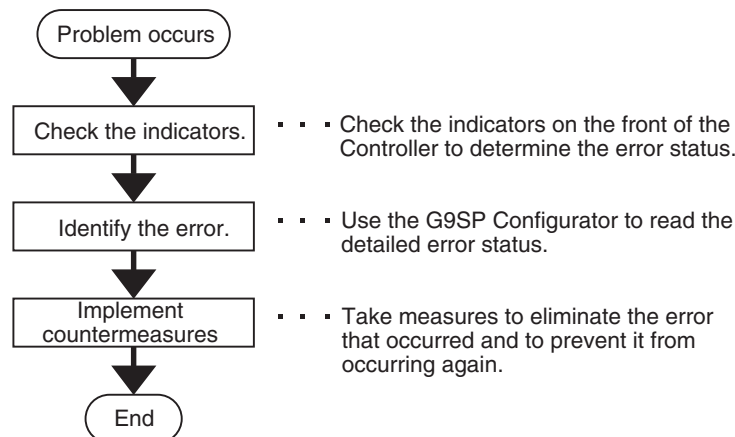 Problem occurs
Check the indicators.
Check the indicators on the front of the
Controller to determine the error status.
Identify the error.
Use the G9SP Configurator to read the
detailed error status.
Implement
countermeasures
Take measures to eliminate the error
that occurred and to prevent it from
occurring again.
End